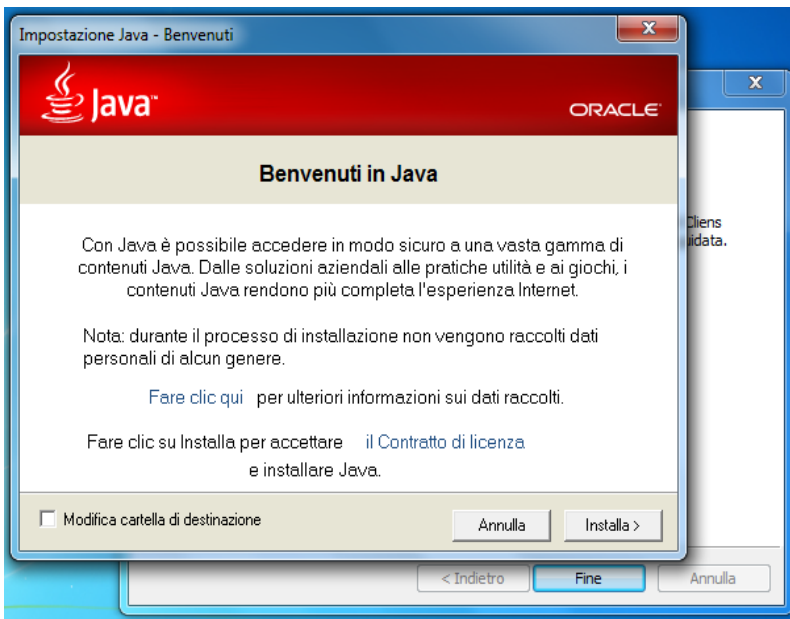 Impostazione Java - Benvenuti
Java™
ORACLE
Benvenuti in Java
Con Java è possibile accedere in modo sicuro a una vasta gamma di
contenuti Java. Dalle soluzioni aziendali alle pratiche utilità e ai giochi, i
contenuti Java rendono più completa l'esperienza Internet.
Nota: durante il processo di installazione non vengono raccolti dati
personali di alcun genere.
Fare clic qui per ulteriori informazioni sui dati raccolti.
Fare clic su Installa per accettare il Contratto di licenza
e installare Java.
Modifica cartella di destinazione
Annulla
Installa >
Cliens
uidata.
< Indietro
Fine
Annulla